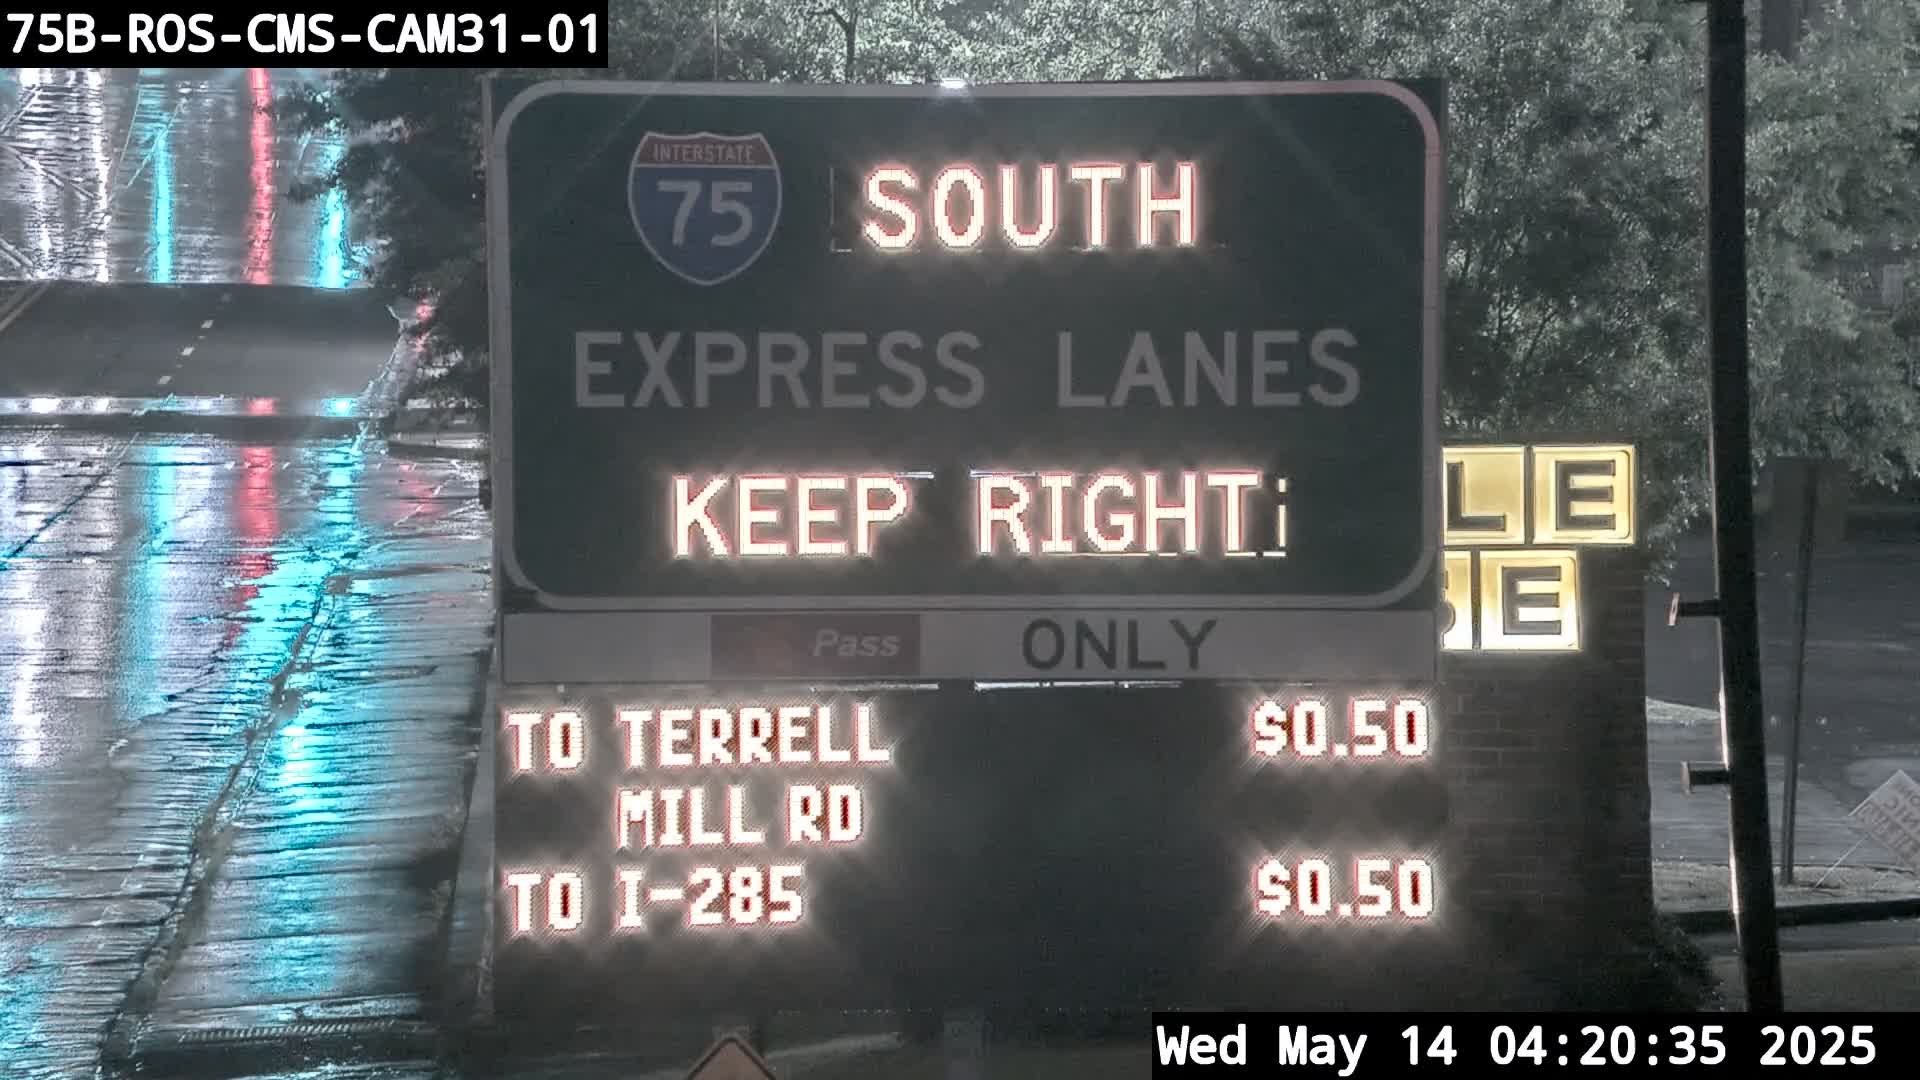 75B-ROS-CMS-CAM31-01
INTERSTATE
75
SOUTH
EXPRESS LANES
KEEP RIGHT
Pass
ONLY
TO TERRELL $0.50
MILL RD
TO I-285 $0.50
LE
E
Wed May 14 04:20:35 2025